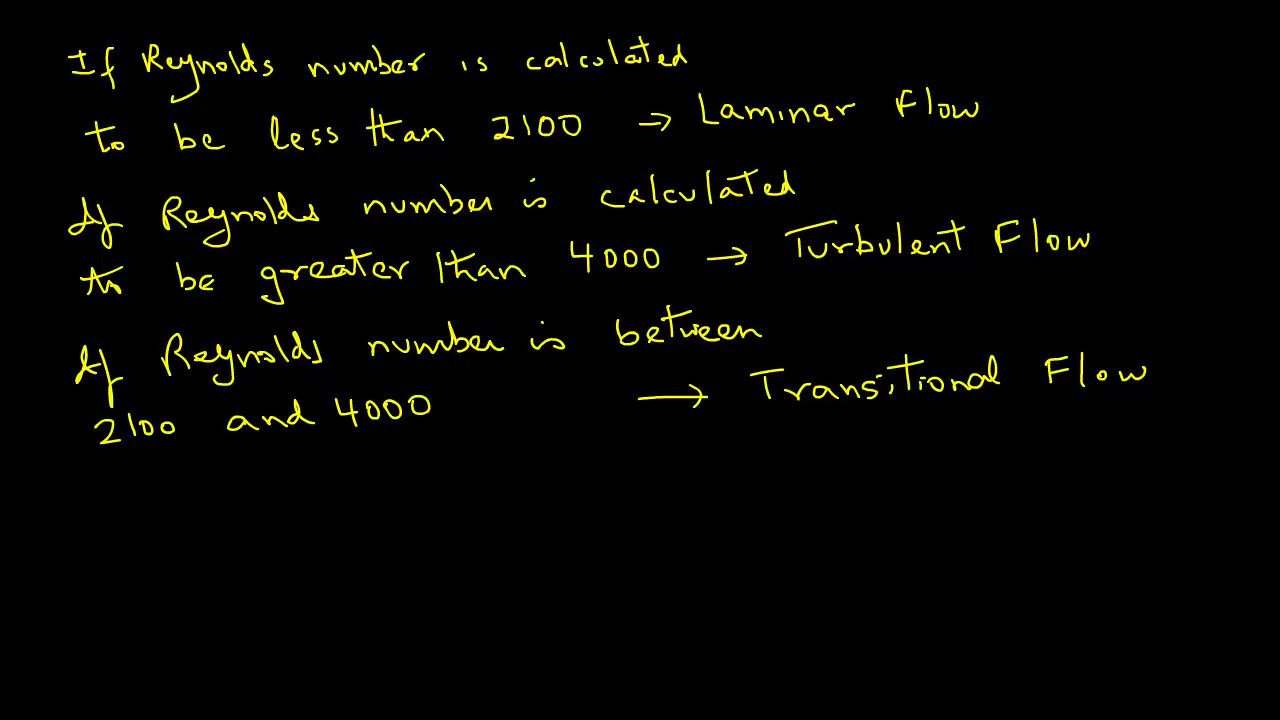 If Reynolds number is calculated
to be less than 2100 → Laminar Flow
If Reynolds number is calculated
to be greater than 4000 → Turbulent Flow
If Reynolds number is between
2100 and 4000 → Transitional Flow